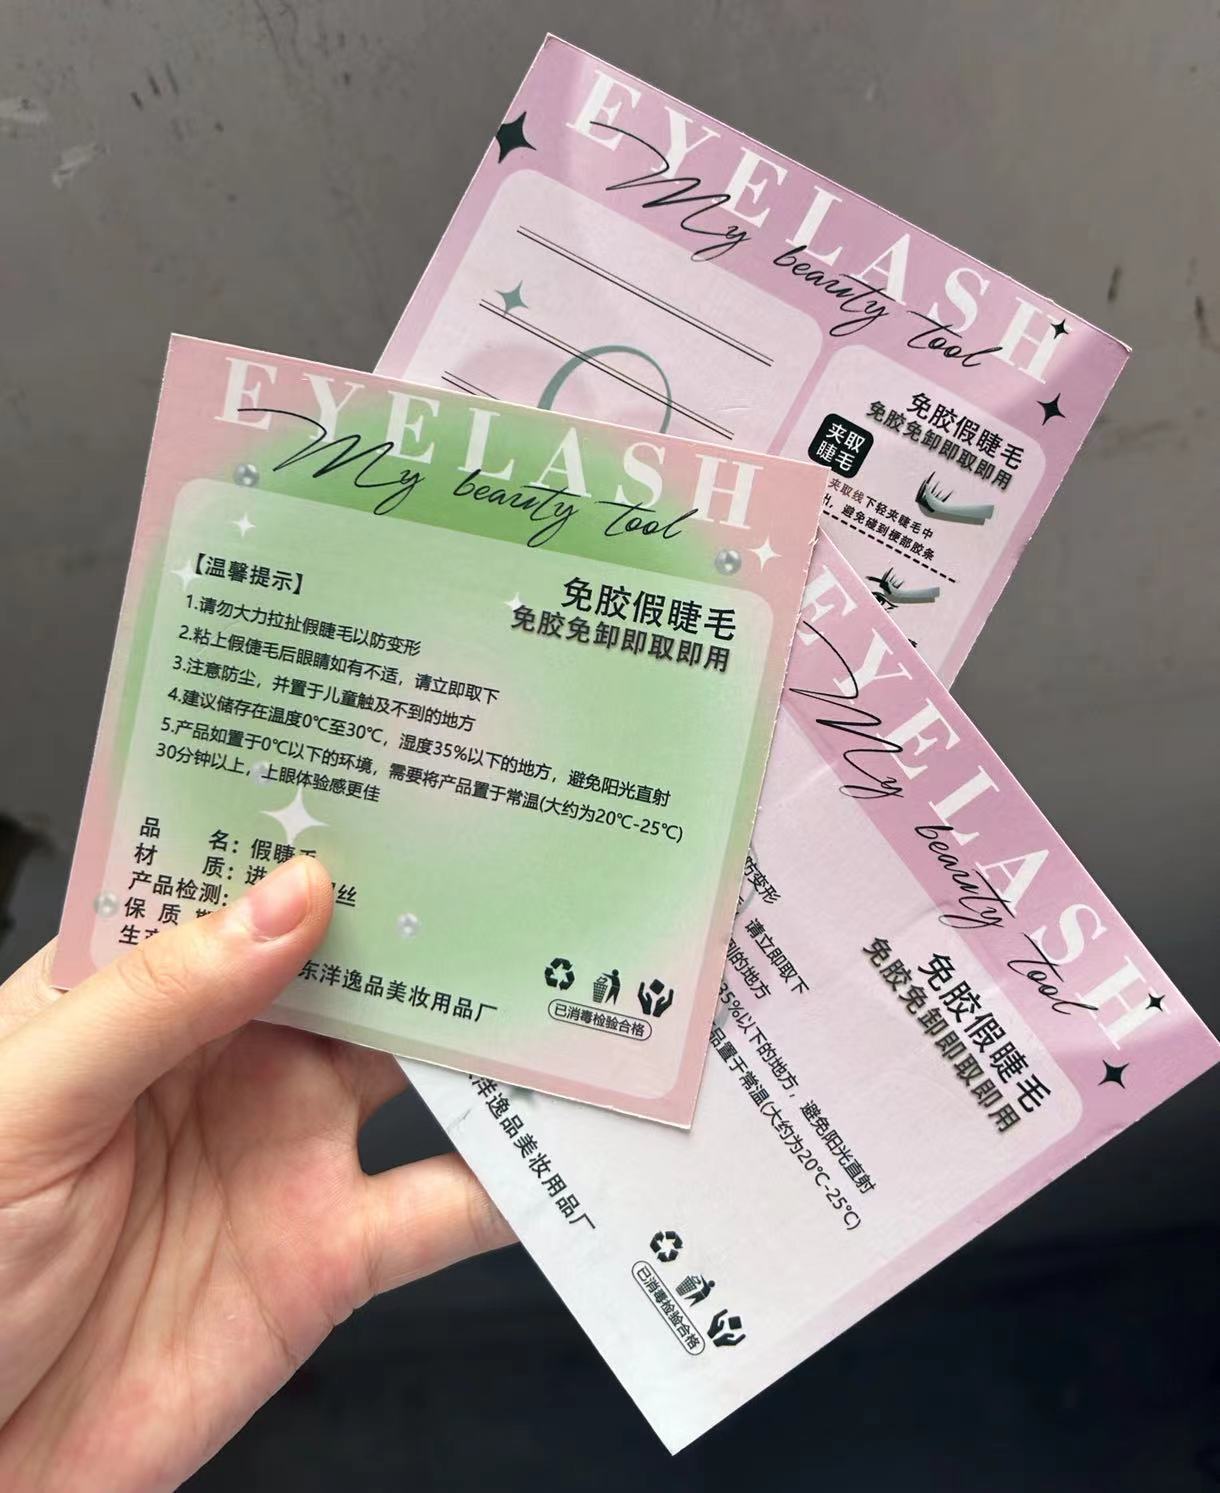 EYELASH
My beauty tool
免胶假睫毛
免胶免卸即取即用
夹取
睫毛
夹取线下轻夹睫毛中
避免碰到梗部胶条
EYELASH
My beauty tool
【温馨提示】
免胶假睫毛
免胶免卸即取即用
1.请勿大力拉扯假睫毛以防变形
2.粘上假倢毛后眼睛如有不适，请立即取下
3.注意防尘，并置于儿童触及不到的地方
4.建议储存在温度0℃至30℃，湿度35%以下的地方，避免阳光直射
5.产品如置于0℃以下的环境，需要将产品置于常温(大约为20℃-25℃)
30分钟以上，上眼体验感更佳
品 名：假睫毛
材 质：进 丝
产品检测：
保 质
生
东洋逸品美妆用品厂
已消毒检验合格
EYELASH
My beauty tool
免胶假睫毛
免胶免卸即取即用
防变形
请立即取下
的地方
35%以下的地方，避免阳光直射
品置于常温(大约为20℃-25℃)
洋逸品美妆用品厂
已消毒检验合格